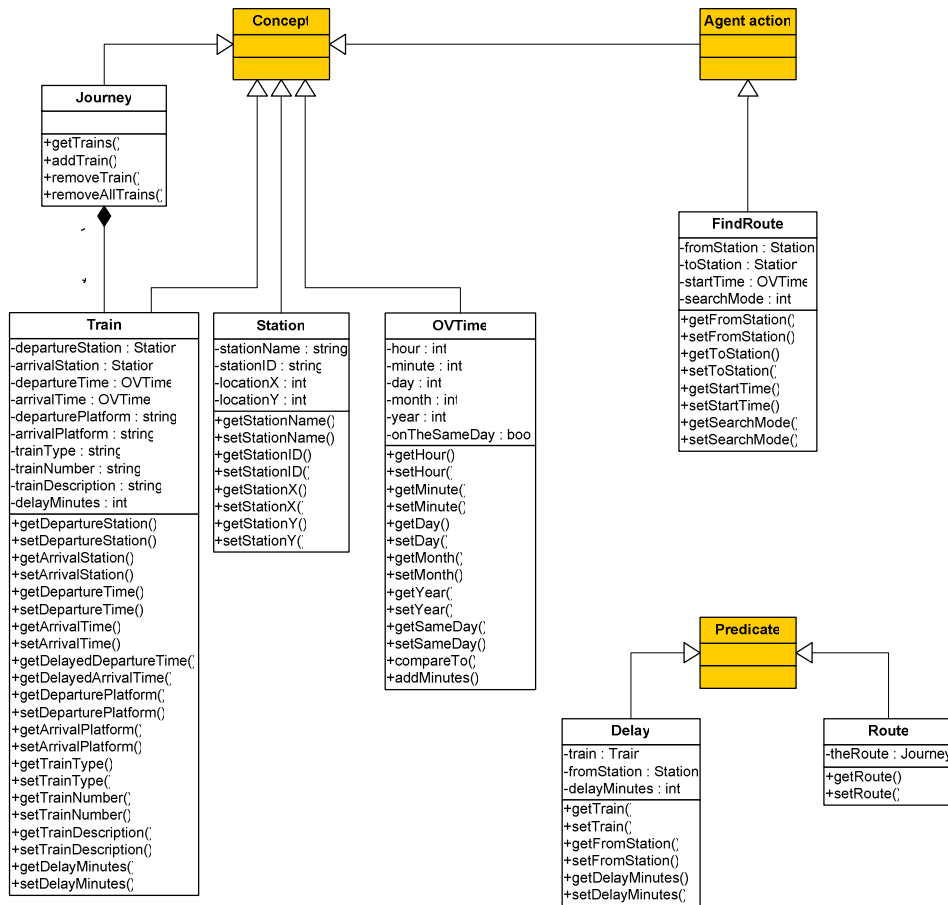 Concept
Agent action
Journey
+getTrains()
+addTrain()
+removeTrain()
+removeAllTrains()
FindRoute
-fromStation : Station
-toStation : Station
-startTime : OVTime
-searchMode : int
+getFromStation()
+setFromStation()
+getToStation()
+setToStation()
+getStartTime()
+setStartTime()
+getSearchMode()
+setSearchMode()
Train
-departureStation : Station
-arrivalStation : Station
-departureTime : OVTime
-arrivalTime : OVTime
-departurePlatform : string
-arrivalPlatform : string
-trainType : string
-trainNumber : string
-trainDescription : string
-delayMinutes : int
+getDepartureStation()
+setDepartureStation()
+getArrivalStation()
+setArrivalStation()
+getDepartureTime()
+setDepartureTime()
+getArrivalTime()
+setArrivalTime()
+getDelayedDepartureTime()
+getDelayedArrivalTime()
+getDeparturePlatform()
+setDeparturePlatform()
+getArrivalPlatform()
+setArrivalPlatform()
+getTrainType()
+setTrainType()
+getTrainNumber()
+setTrainNumber()
+getTrainDescription()
+setTrainDescription()
+getDelayMinutes()
+setDelayMinutes()
Station
-stationName : string
-stationID : string
-locationX : int
-locationY : int
+getStationName()
+setStationName()
+getStationID()
+setStationID()
+getStationX()
+setStationX()
+getStationY()
+setStationY()
OVTime
-hour : int
-minute : int
-day : int
-month : int
-year : int
-onTheSameDay : boo
+getHour()
+setHour()
+getMinute()
+setMinute()
+getDay()
+setDay()
+getMonth()
+setMonth()
+getYear()
+setYear()
+getSameDay()
+setSameDay()
+compareTo()
+addMinutes()
Predicate
Delay
-train : Train
-fromStation : Station
-delayMinutes : int
+getTrain()
+setTrain()
+getFromStation()
+setFromStation()
+getDelayMinutes()
+setDelayMinutes()
Route
-theRoute : Journey
+getRoute()
+setRoute()